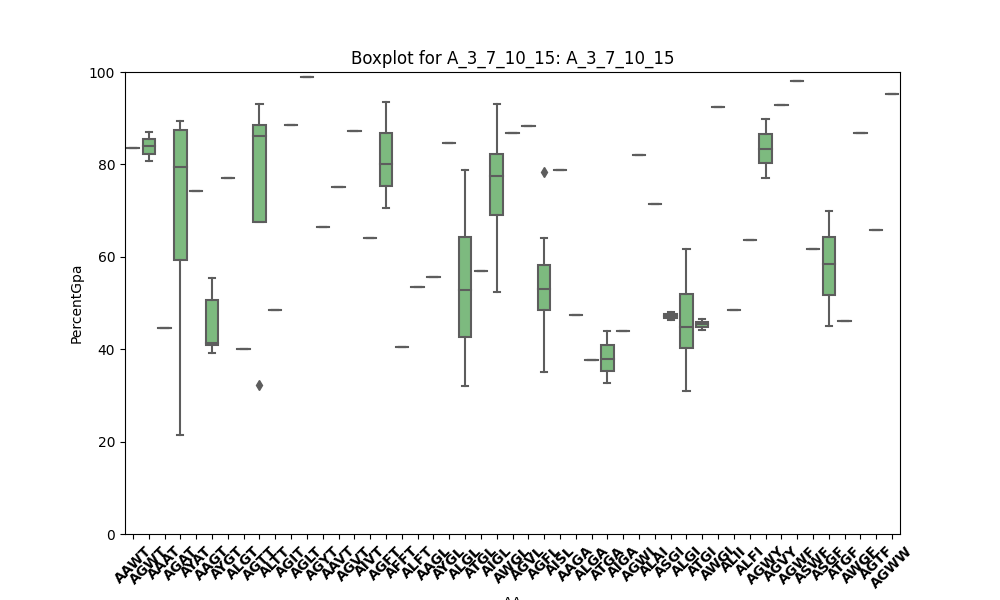 Boxplot for A_3_7_10_15: A_3_7_10_15
PercentGpa
100
80
60
40
20
0
AAWT
AGWT
AAAT
AGAT
AYAT
AAGT
AYGT
ALGT
AGTT
ALTT
AGIT
AGLT
AGYT
AAVT
AGVT
AIVT
AGFT
AFFT
ALFT
AAGL
AYGL
ALGL
ATGL
AIGL
AWGL
AGVL
AGFL
AISL
AAGA
ALGA
ATGA
AIGA
AGWI
ALAI
ASGI
ALGI
ATGI
AWGI
ALII
ALFI
AGWY
AGVY
AGWF
ASWF
ASGF
ATGF
AWGF
AGTF
AGWW